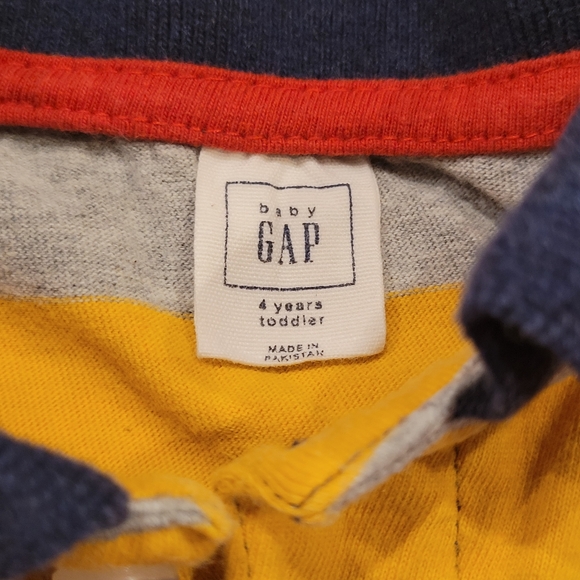 baby
GAP
4 years
toddler
MADE IN
PAKISTAN